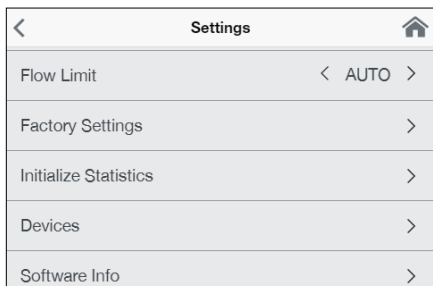 Settings
Flow Limit AUTO
Factory Settings
Initialize Statistics
Devices
Software Info